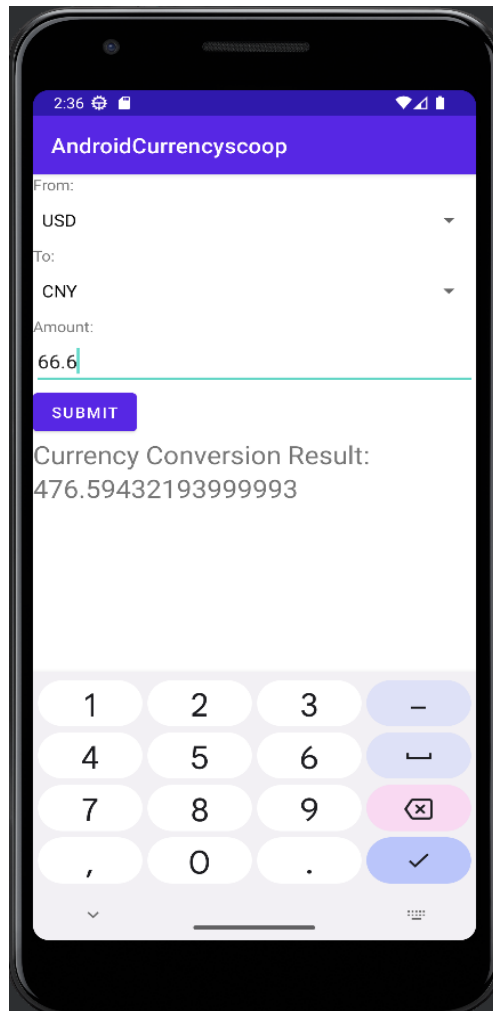 2:36
AndroidCurrencyscoop
From:
USD
To:
CNY
Amount:
66.6
SUBMIT
Currency Conversion Result:
476.59432193999993
1 2 3 –
4 5 6
7 8 9
, 0 .